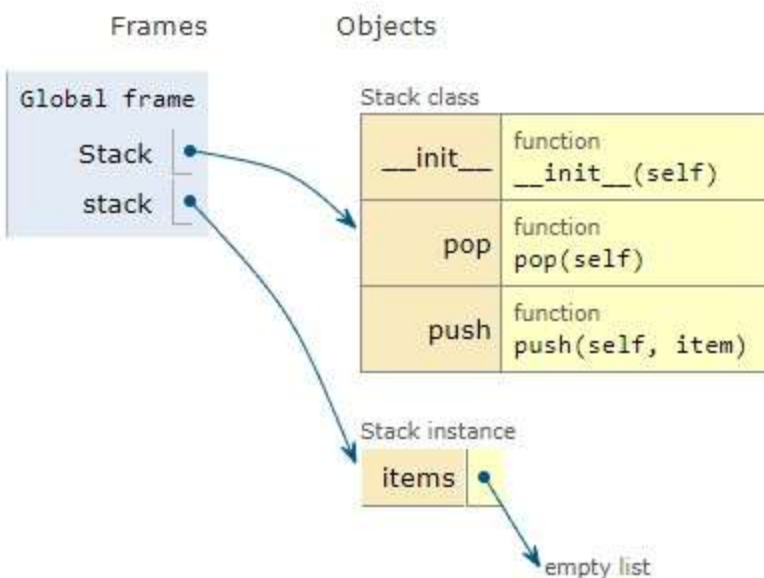 Frames Objects
Global frame
Stack
stack
Stack class
__init__ function
__init__(self)
pop function
pop(self)
push function
push(self, item)
Stack instance
items
empty list